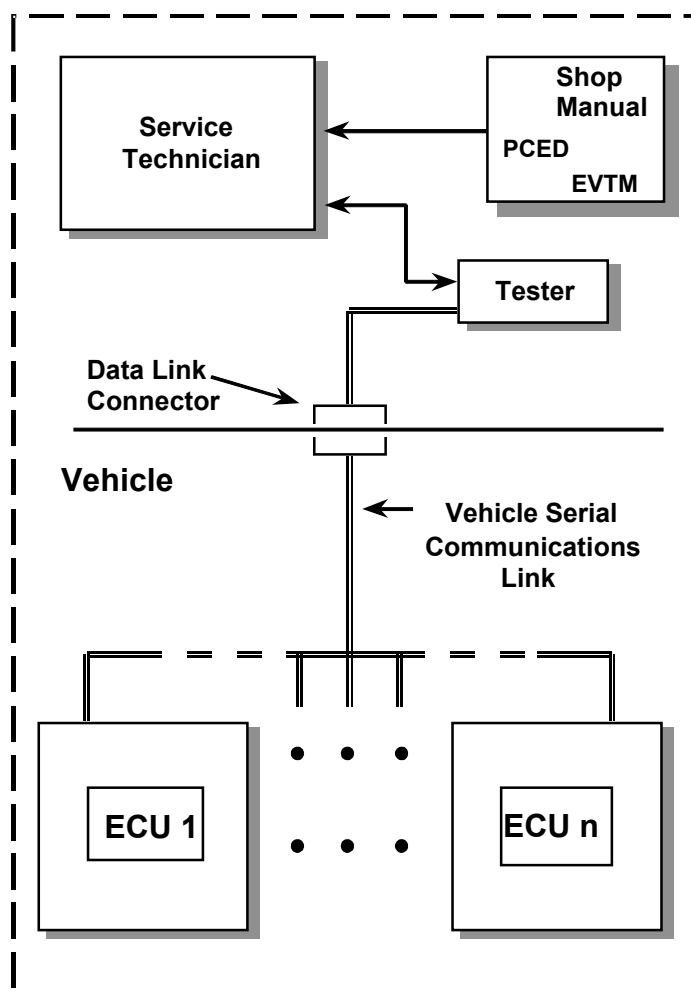 Service
Technician
Shop
Manual
PCED
EVTM
Tester
Data Link
Connector
Vehicle
Vehicle Serial
Communications
Link
ECU 1
ECU n